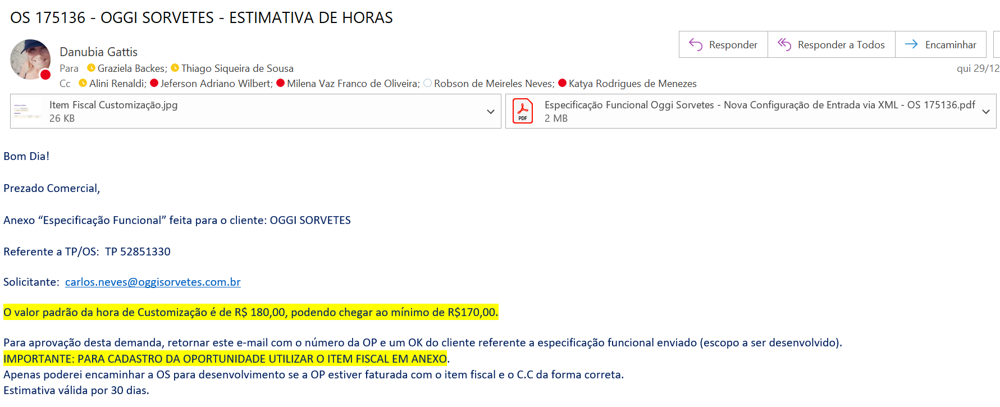 OS 175136 - OGGI SORVETES - ESTIMATIVA DE HORAS
Danubia Gattis
Responder
Responder a Todos
Encaminhar
Para Graziela Backes; Thiago Siqueira de Sousa
qui 29/12
Cc Alini Renaldi; Jeferson Adriano Wilbert; Milena Vaz Franco de Oliveira; Robson de Meireles Neves; Katya Rodrigues de Menezes
Item Fiscal Customização.jpg
26 KB
PDF
Especificação Funcional Oggi Sorvetes - Nova Configuração de Entrada via XML - OS 175136.pdf
2 MB
Bom Dia!
Prezado Comercial,
Anexo “Especificação Funcional” feita para o cliente: OGGI SORVETES
Referente a TP/OS: TP 52851330
Solicitante: carlos.neves@oggisorvetes.com.br
O valor padrão da hora de Customização é de R$ 180,00, podendo chegar ao mínimo de R$170,00.
Para aprovação desta demanda, retornar este e-mail com o número da OP e um OK do cliente referente a especificação funcional enviado (escopo a ser desenvolvido).
IMPORTANTE: PARA CADASTRO DA OPORTUNIDADE UTILIZAR O ITEM FISCAL EM ANEXO.
Apenas poderei encaminhar a OS para desenvolvimento se a OP estiver faturada com o item fiscal e o C.C da forma correta.
Estimativa válida por 30 dias.